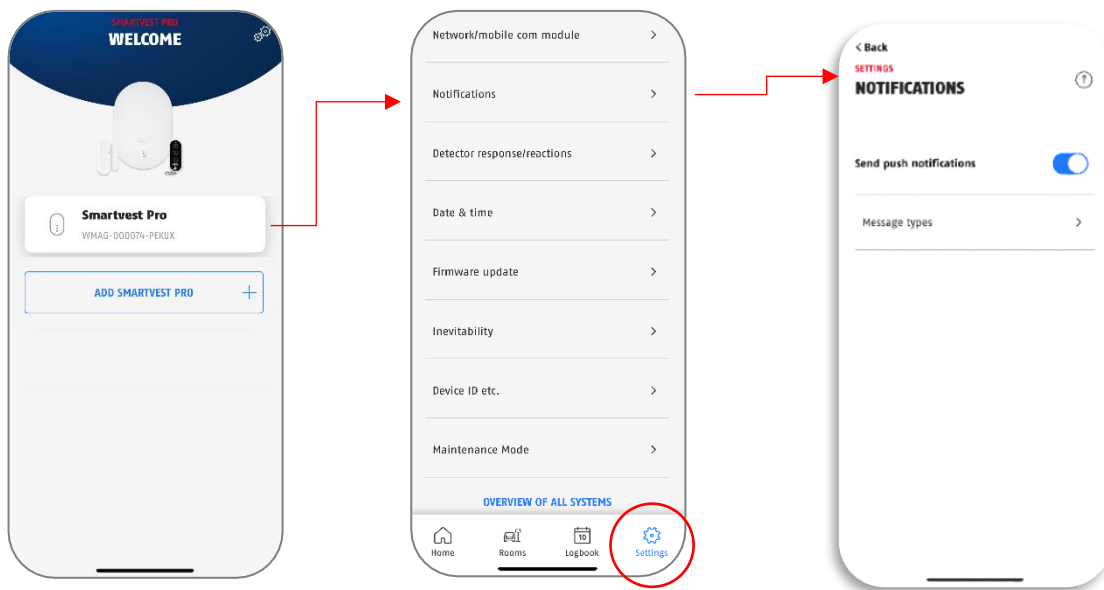 SMARTVEST PRO
WELCOME
Smartvest Pro
WMAG-000074-PEKUX
ADD SMARTVEST PRO
Network/mobile com module
Notifications
Detector response/reactions
Date & time
Firmware update
Inevitability
Device ID etc.
Maintenance Mode
OVERVIEW OF ALL SYSTEMS
Home Rooms 10 Logbook Settings
< Back
SETTINGS
NOTIFICATIONS
?
Send push notifications
Message types